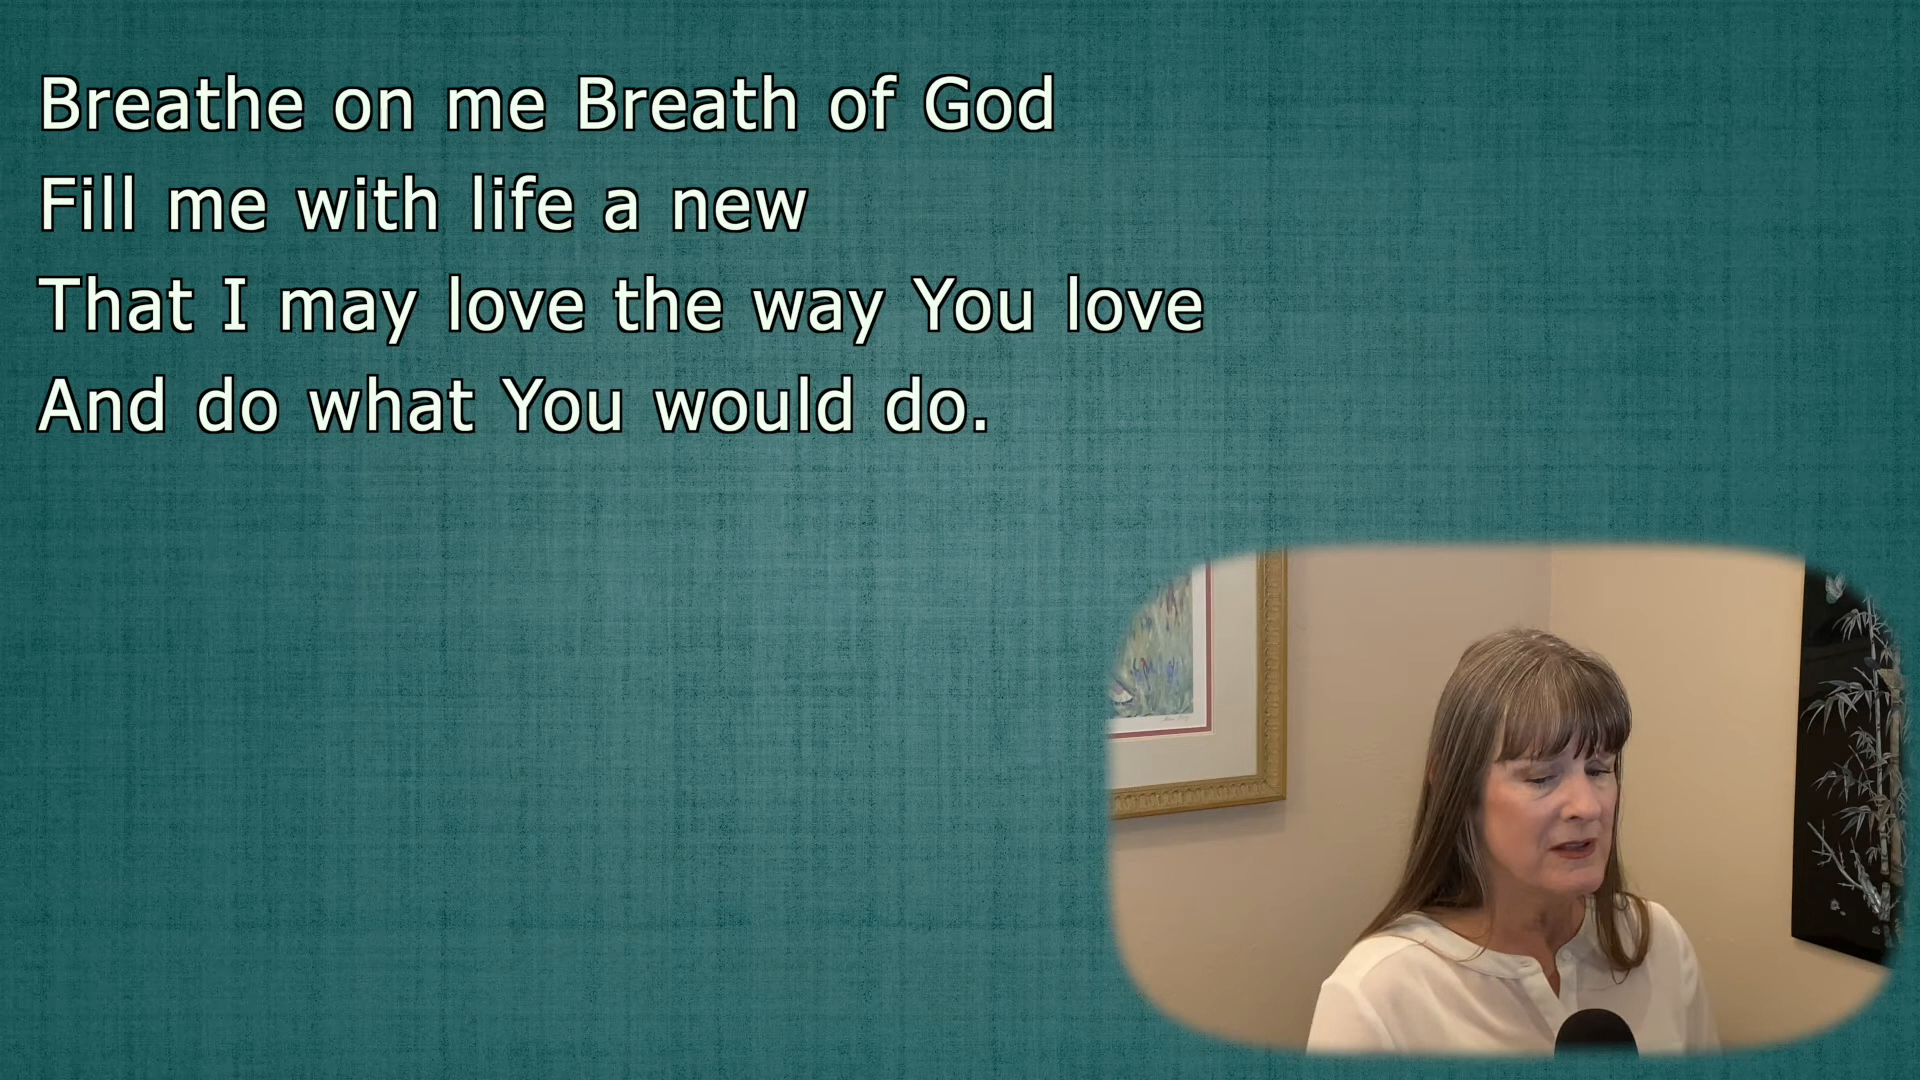 Breathe on me Breath of God
Fill me with life a new
That I may love the way You love
And do what You would do.